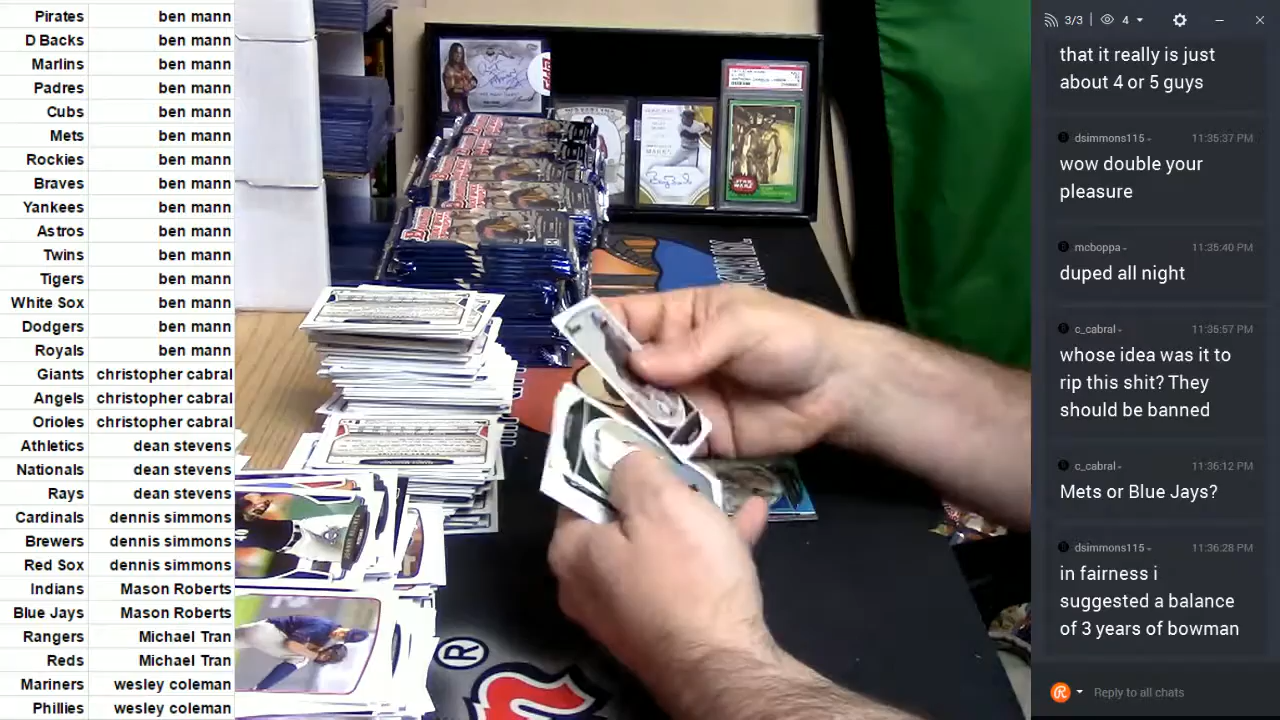 Pirates ben mann
D Backs ben mann
Marlins ben mann
Padres ben mann
Cubs ben mann
Mets ben mann
Rockies ben mann
Braves ben mann
Yankees ben mann
Astros ben mann
Twins ben mann
Tigers ben mann
White Sox ben mann
Dodgers ben mann
Royals ben mann
Giants christopher cabral
Angels christopher cabral
Orioles christopher cabral
Athletics dean stevens
Nationals dean stevens
Rays dean stevens
Cardinals dennis simmons
Brewers dennis simmons
Red Sox dennis simmons
Indians Mason Roberts
Blue Jays Mason Roberts
Rangers Michael Tran
Reds Michael Tran
Mariners wesley coleman
Phillies wesley coleman
STAR
WARS
®
3/3 4
that it really is just
about 4 or 5 guys
dsimmons115 11:35:37 PM
wow double your
pleasure
mcboppa 11:35:40 PM
duped all night
c_cabral 11:35:57 PM
whose idea was it to
rip this shit? They
should be banned
c_cabral 11:36:12 PM
Mets or Blue Jays?
dsimmons115 11:36:28 PM
in fairness i
suggested a balance
of 3 years of bowman
Reply to all chats